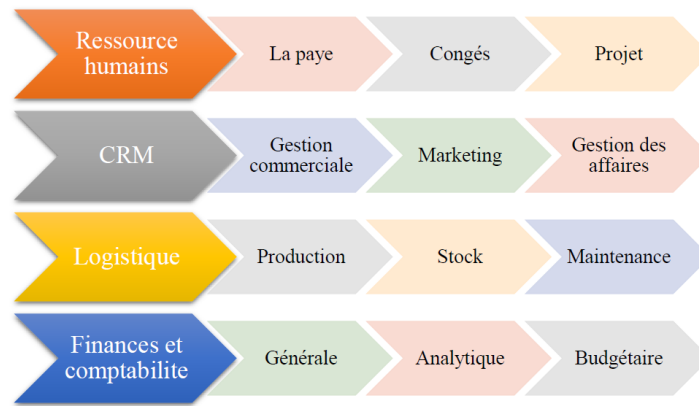 Ressource
humains
La paye
Congés
Projet
CRM
Gestion
commerciale
Marketing
Gestion des
affaires
Logistique
Production
Stock
Maintenance
Finances et
comptabilite
Générale
Analytique
Budgétaire